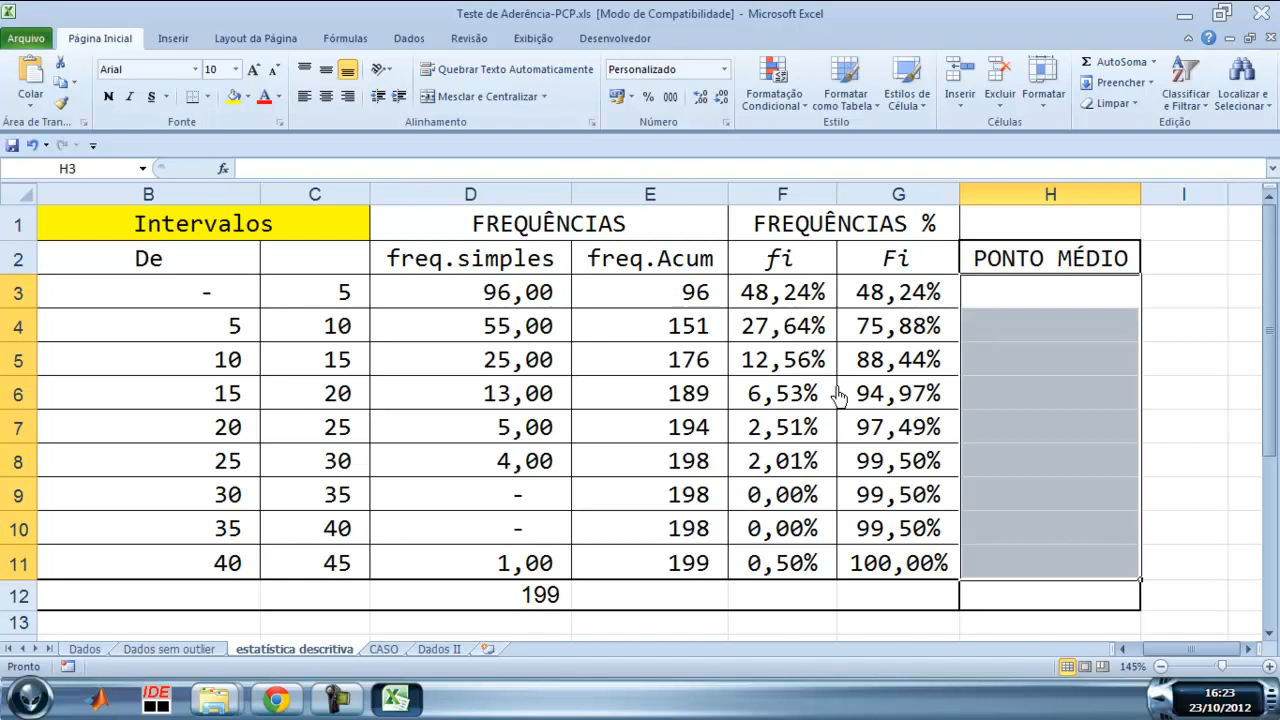 Teste de Aderência-PCP.xls [Modo de Compatibilidade] - Microsoft Excel
Arquivo Página Inicial Inserir Layout da Página Fórmulas Dados Revisão Exibição Desenvolvedor
Colar
Arial 10
N I S
Quebrar Texto Automaticamente
Mesclar e Centralizar
Personalizado
% 000
Formatação Condicional
Formatar como Tabela
Estilos de Célula
Inserir Excluir Formatar
AutoSoma
Preencher
Limpar
Classificar e Filtrar
Localizar e Selecionar
Área de Tran... Fonte Alinhamento Número Estilo Células Edição
H3 fx
B C D E F G H I
1 Intervalos FREQUÊNCIAS FREQUÊNCIAS %
2 De freq.simples freq.Acum fi Fi PONTO MÉDIO
3 - 5 96,00 96 48,24% 48,24%
4 5 10 55,00 151 27,64% 75,88%
5 10 15 25,00 176 12,56% 88,44%
6 15 20 13,00 189 6,53% 94,97%
7 20 25 5,00 194 2,51% 97,49%
8 25 30 4,00 198 2,01% 99,50%
9 30 35 - 198 0,00% 99,50%
10 35 40 - 198 0,00% 99,50%
11 40 45 1,00 199 0,50% 100,00%
12 199
13
Dados Dados sem outlier estatística descritiva CASO Dados II
Pronto 145%
IDE
16:23
23/10/2012